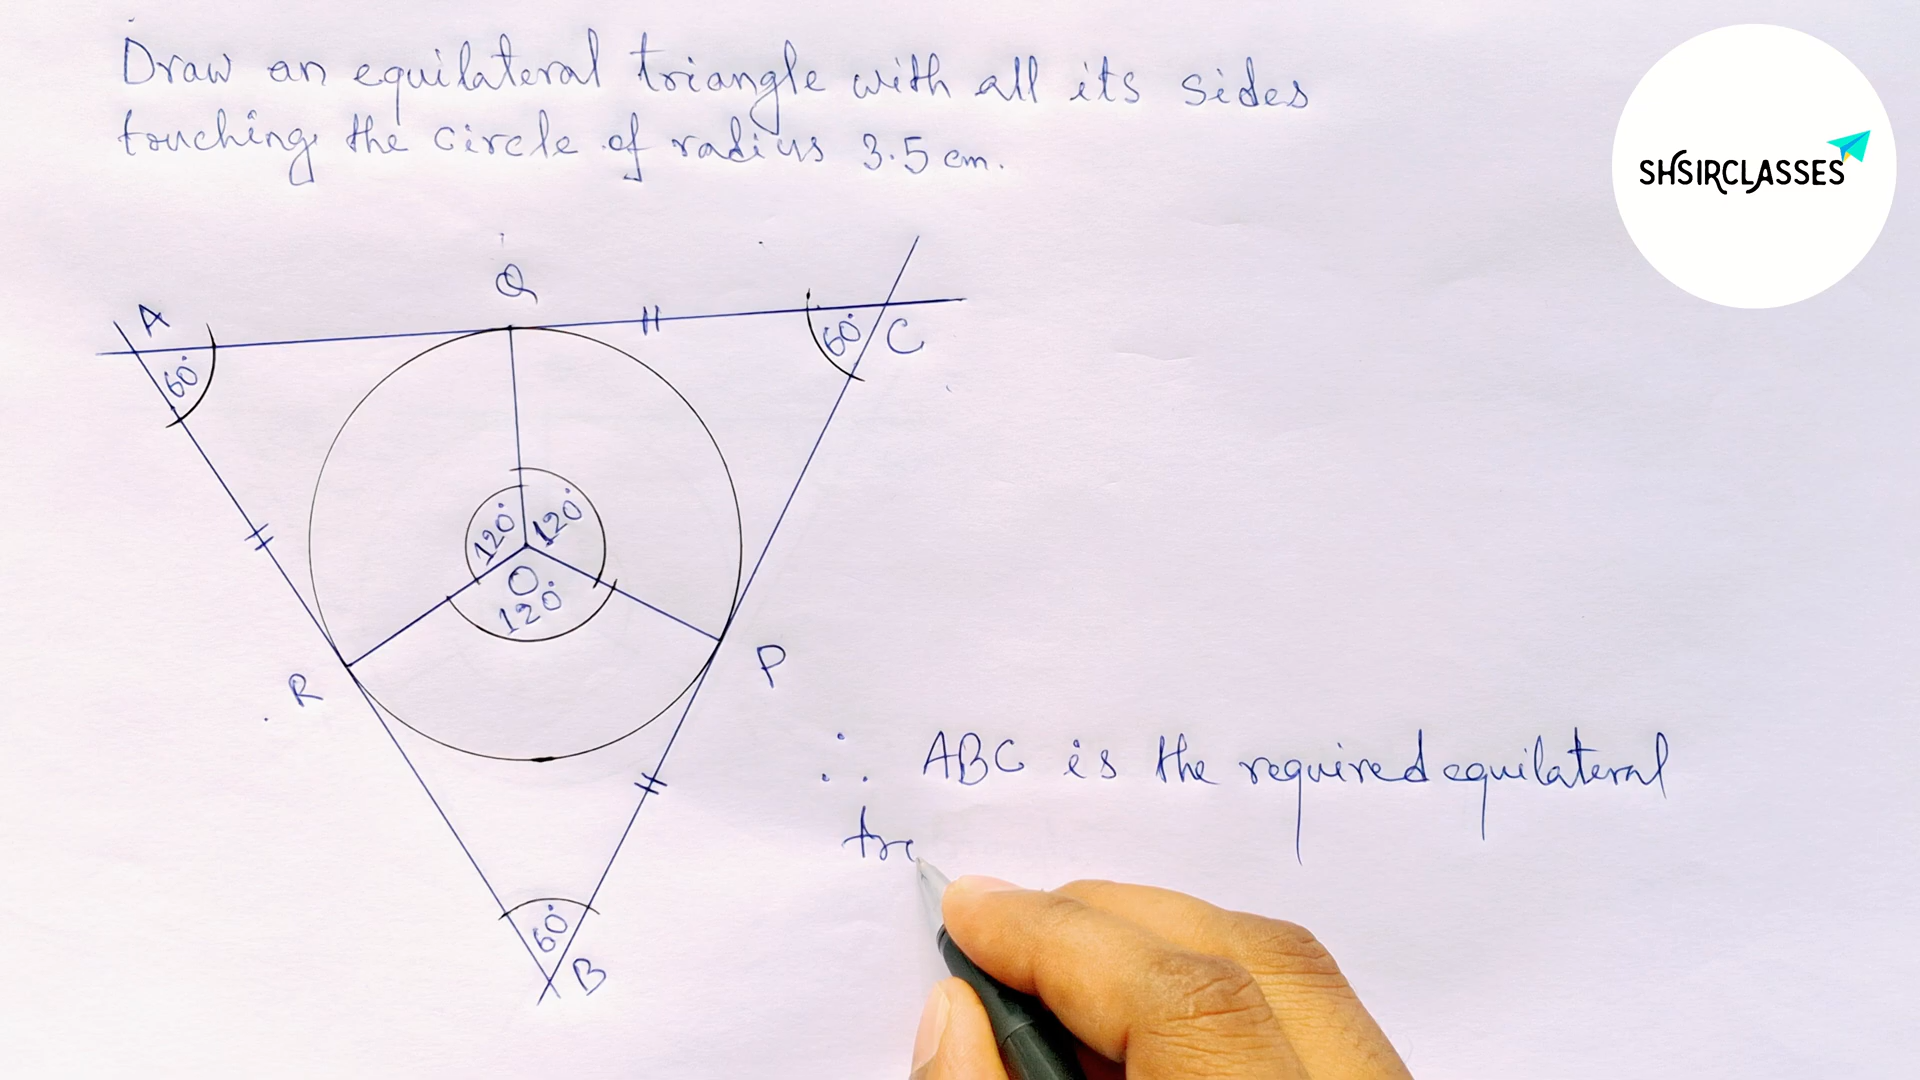 Draw an equilateral triangle with all its sides
touching the circle of radius 3.5 cm.
SHSIRCLASSES
Q
A
60°
60°
C
120°
120°
O
120°
R
P
∴ ABC is the required equilateral
60°
B